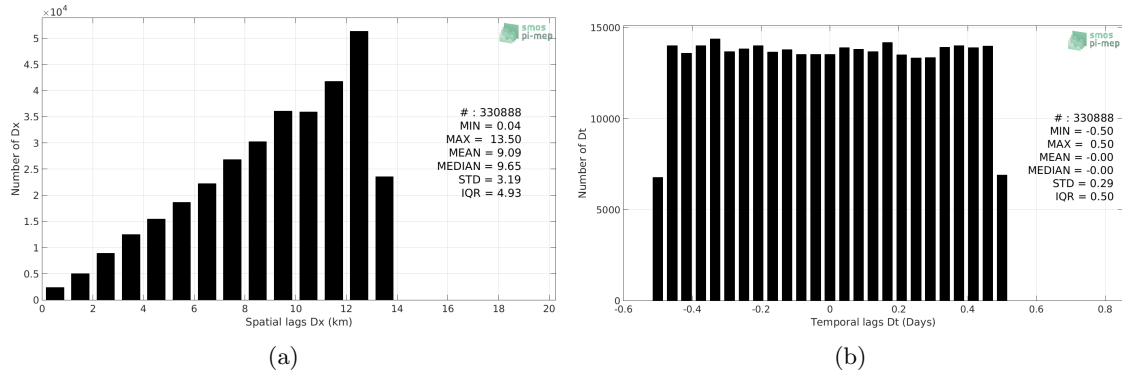 ×10⁴
5
4.5
4
3.5
3
2.5
2
1.5
1
0.5
0
Number of Dx
0 2 4 6 8 10 12 14 16 18 20
Spatial lags Dx (km)
smos
pi-mep
# : 330888
MIN = 0.04
MAX = 13.50
MEAN = 9.09
MEDIAN = 9.65
STD = 3.19
IQR = 4.93
(a)
15000
10000
5000
0
Number of Dt
-0.6 -0.4 -0.2 0 0.2 0.4 0.6 0.8
Temporal lags Dt (Days)
smos
pi-mep
# : 330888
MIN = -0.50
MAX = 0.50
MEAN = -0.00
MEDIAN = -0.00
STD = 0.29
IQR = 0.50
(b)